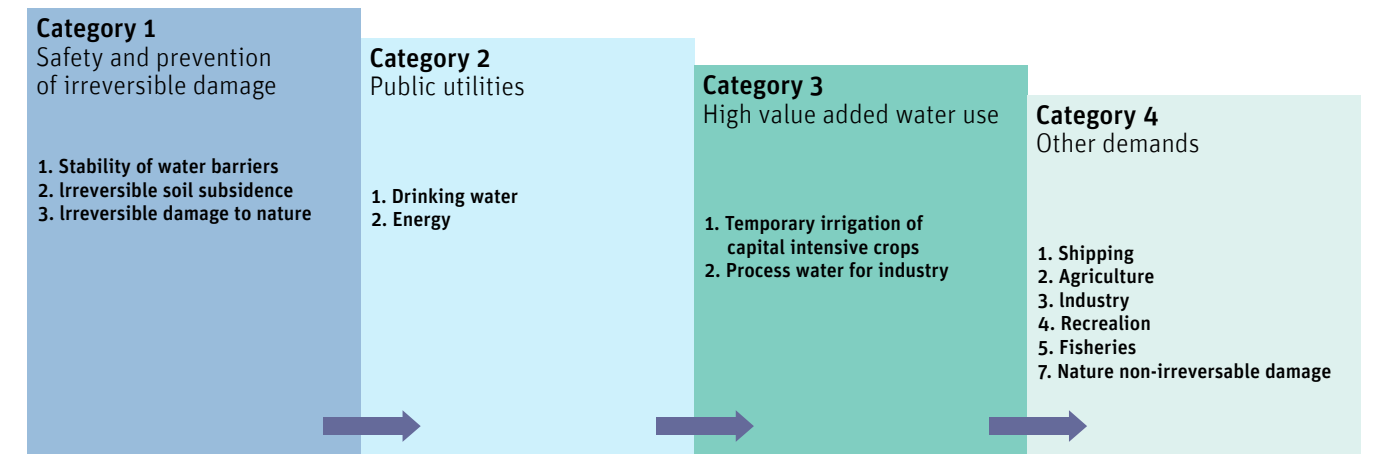 Category 1
Safety and prevention
of irreversible damage
1. Stability of water barriers
2. Irreversible soil subsidence
3. Irreversible damage to nature
Category 2
Public utilities
1. Drinking water
2. Energy
Category 3
High value added water use
1. Temporary irrigation of
capital intensive crops
2. Process water for industry
Category 4
Other demands
1. Shipping
2. Agriculture
3. Industry
4. Recrealion
5. Fisheries
7. Nature non-irreversable damage